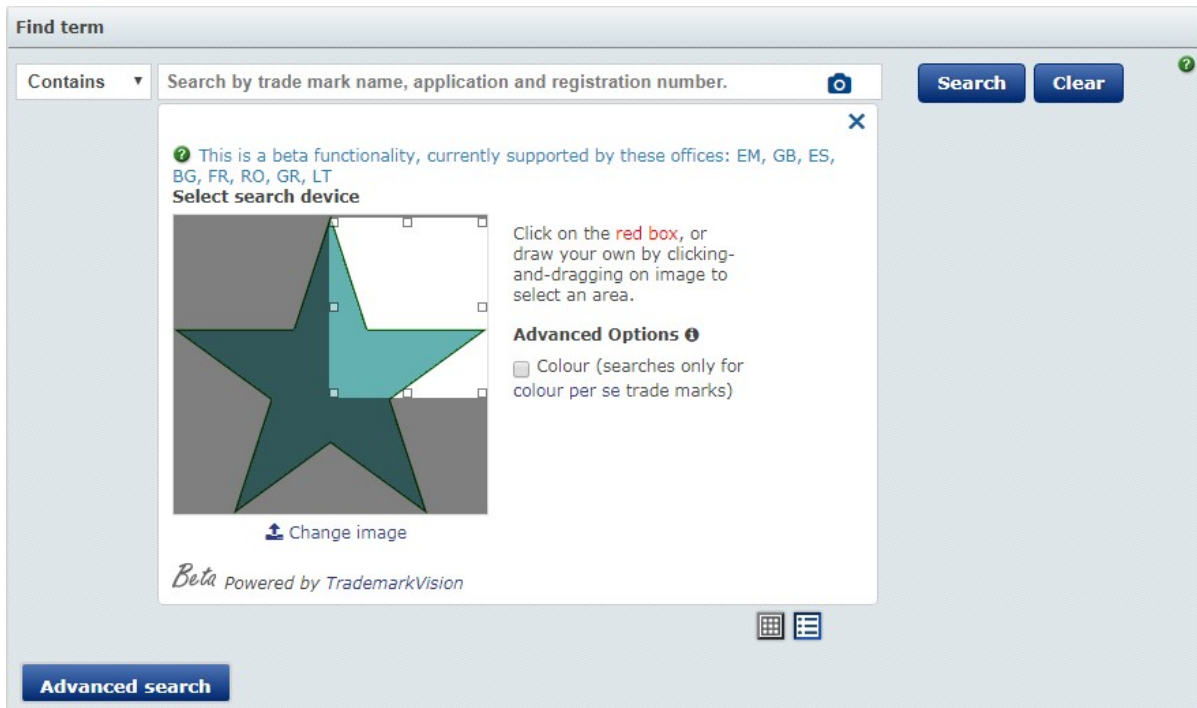 Find term
Contains
Search by trade mark name, application and registration number.
Search
Clear
This is a beta functionality, currently supported by these offices: EM, GB, ES,
BG, FR, RO, GR, LT
Select search device
Click on the red box, or
draw your own by clicking-
and-dragging on image to
select an area.
Advanced Options
Colour (searches only for
colour per se trade marks)
Change image
Beta Powered by TrademarkVision
Advanced search